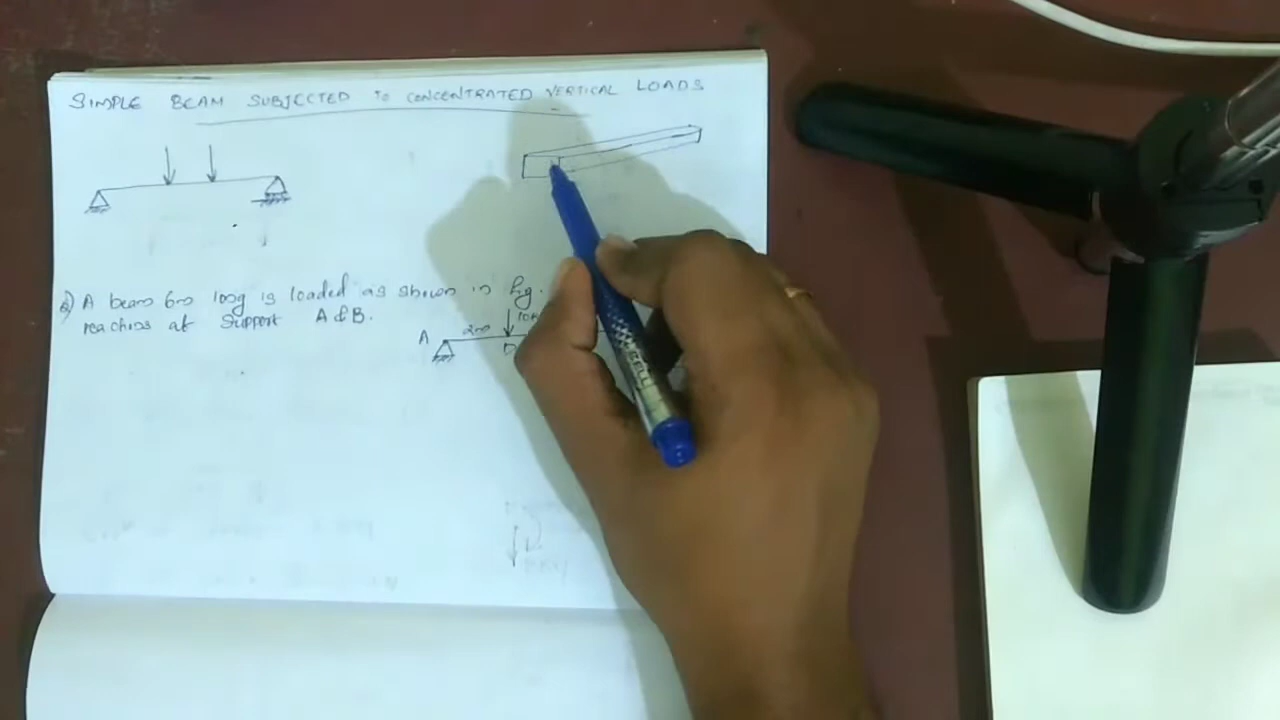 SIMPLE BEAM SUBJECTED TO CONCENTRATED VERTICAL LOADS
Q) A beam 6m long is loaded as shown in fig.
reactions at Support A & B.
A 2m